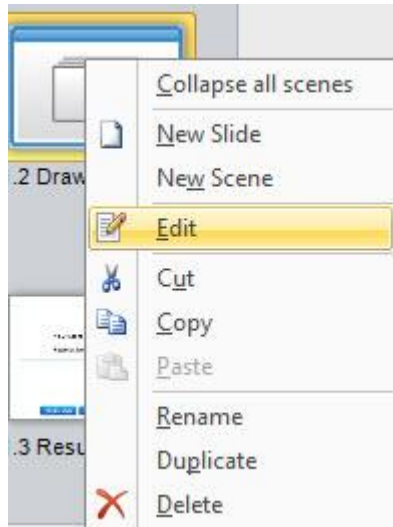 Collapse all scenes
New Slide
.2 Draw
New Scene
Edit
Cut
Copy
Paste
.3 Resu
Rename
Duplicate
Delete